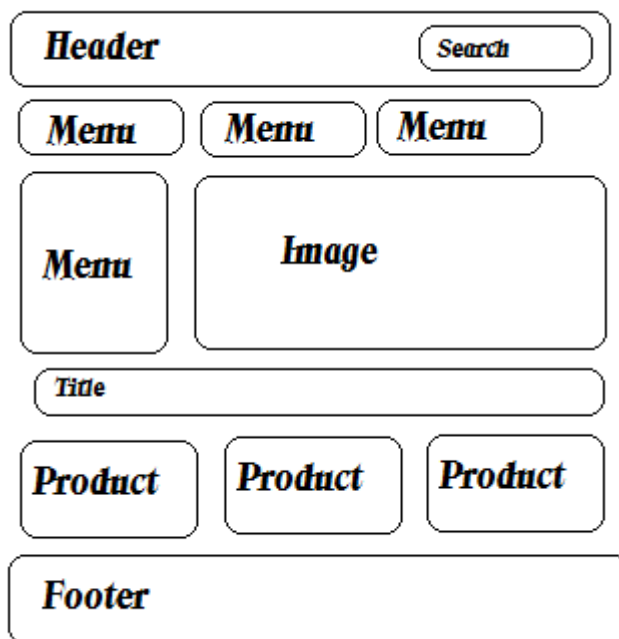 Header
Search
Menu
Menu
Menu
Menu
Image
Title
Product
Product
Product
Footer